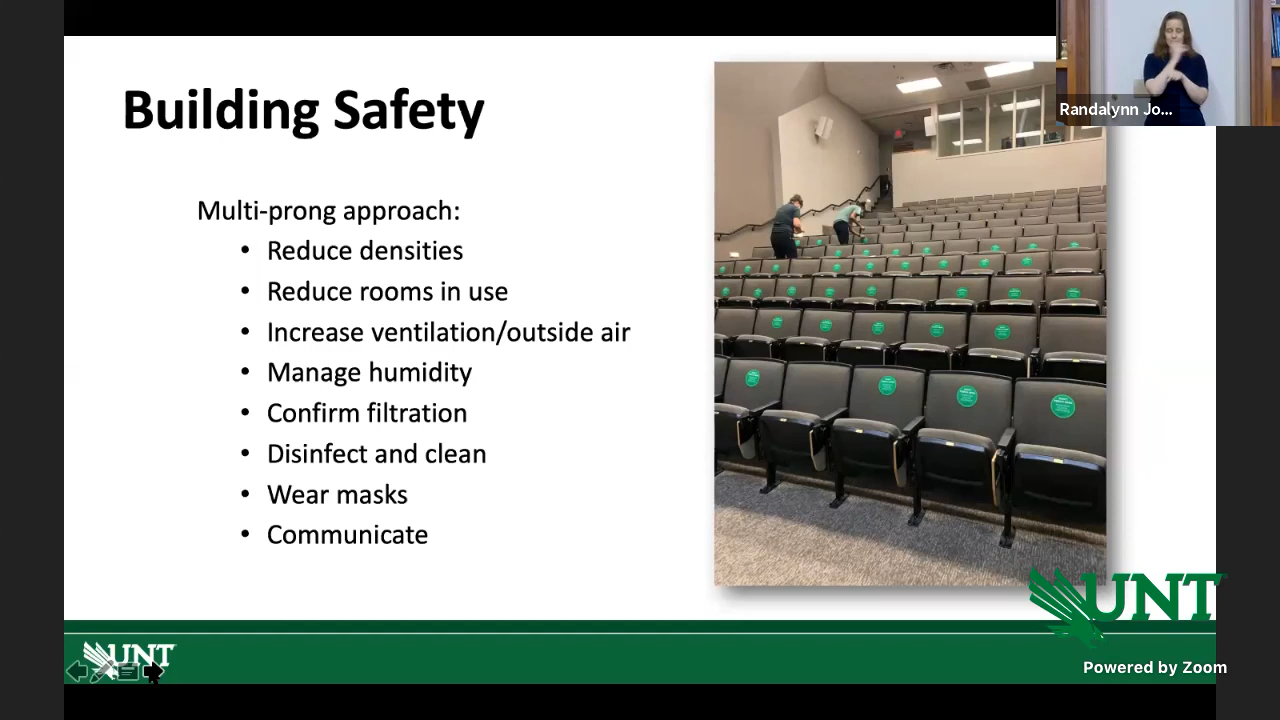 Building Safety
Multi-prong approach:
• Reduce densities
• Reduce rooms in use
• Increase ventilation/outside air
• Manage humidity
• Confirm filtration
• Disinfect and clean
• Wear masks
• Communicate
Randalynn Jo...
UNT
Powered by Zoom
UNT